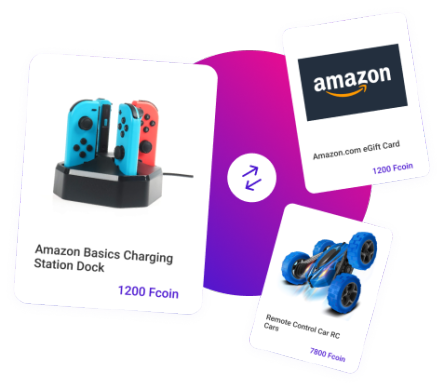 Amazon Basics Charging
Station Dock
1200 Fcoin
amazon
Amazon.com eGift Card
1200 Fcoin
Remote Control Car RC
Cars
7800 Fcoin